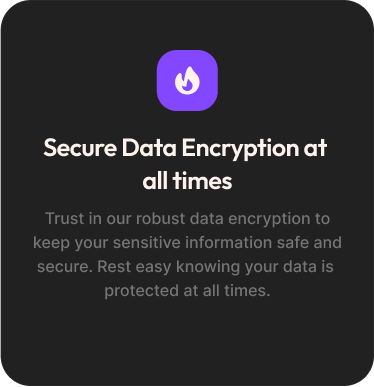 Secure Data Encryption at
all times
Trust in our robust data encryption to
keep your sensitive information safe and
secure. Rest easy knowing your data is
protected at all times.